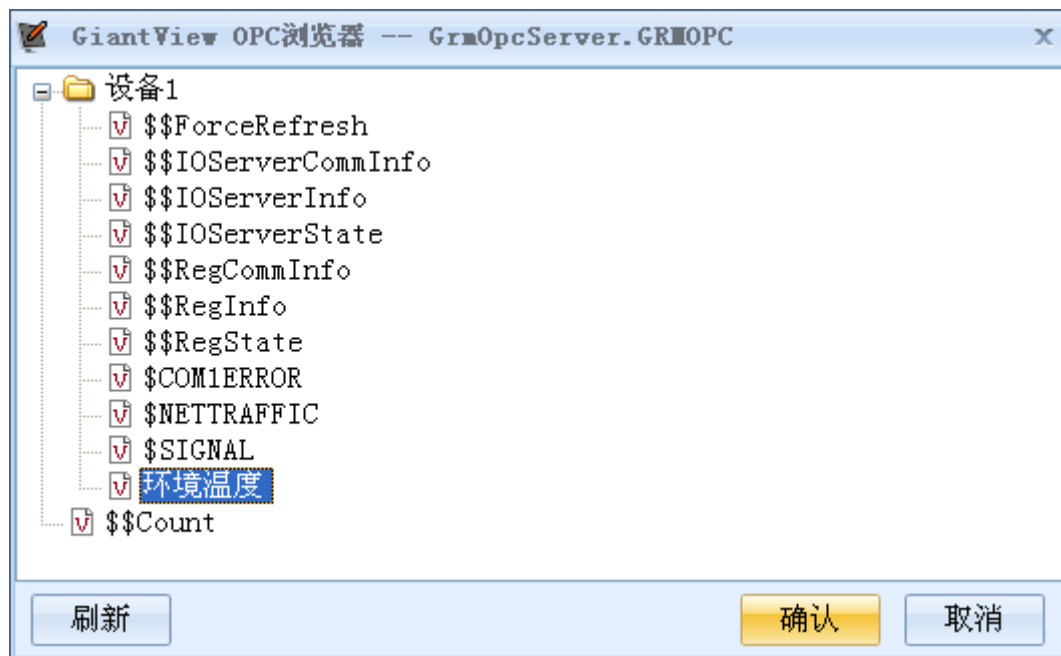 GiantView OPC浏览器 -- GrmOpcServer.GRMOPC
设备1
$$ForceRefresh
$$IOServerCommInfo
$$IOServerInfo
$$IOServerState
$$RegCommInfo
$$RegInfo
$$RegState
$COM1ERROR
$NETTRAFFIC
$SIGNAL
环境温度
$$Count
刷新 确认 取消